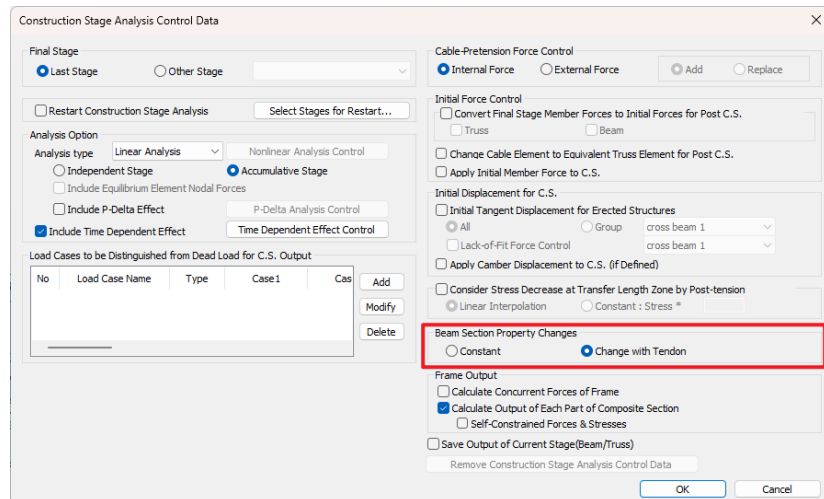 Construction Stage Analysis Control Data
Final Stage
Last Stage
Other Stage
Restart Construction Stage Analysis
Select Stages for Restart...
Analysis Option
Analysis type
Linear Analysis
Nonlinear Analysis Control
Independent Stage
Accumulative Stage
Include Equilibrium Element Nodal Forces
Include P-Delta Effect
P-Delta Analysis Control
Include Time Dependent Effect
Time Dependent Effect Control
Load Cases to be Distinguished from Dead Load for C.S. Output
No Load Case Name Type Case1 Cas
Add
Modify
Delete
Cable-Pretension Force Control
Internal Force
External Force
Add
Replace
Initial Force Control
Convert Final Stage Member Forces to Initial Forces for Post C.S.
Truss
Beam
Change Cable Element to Equivalent Truss Element for Post C.S.
Apply Initial Member Force to C.S.
Initial Displacement for C.S.
Initial Tangent Displacement for Erected Structures
All
Group
cross beam 1
Lack-of-Fit Force Control
cross beam 1
Apply Camber Displacement to C.S. (if Defined)
Consider Stress Decrease at Transfer Length Zone by Post-tension
Linear Interpolation
Constant : Stress *
Beam Section Property Changes
Constant
Change with Tendon
Frame Output
Calculate Concurrent Forces of Frame
Calculate Output of Each Part of Composite Section
Self-Constrained Forces & Stresses
Save Output of Current Stage(Beam/Truss)
Remove Construction Stage Analysis Control Data
OK
Cancel